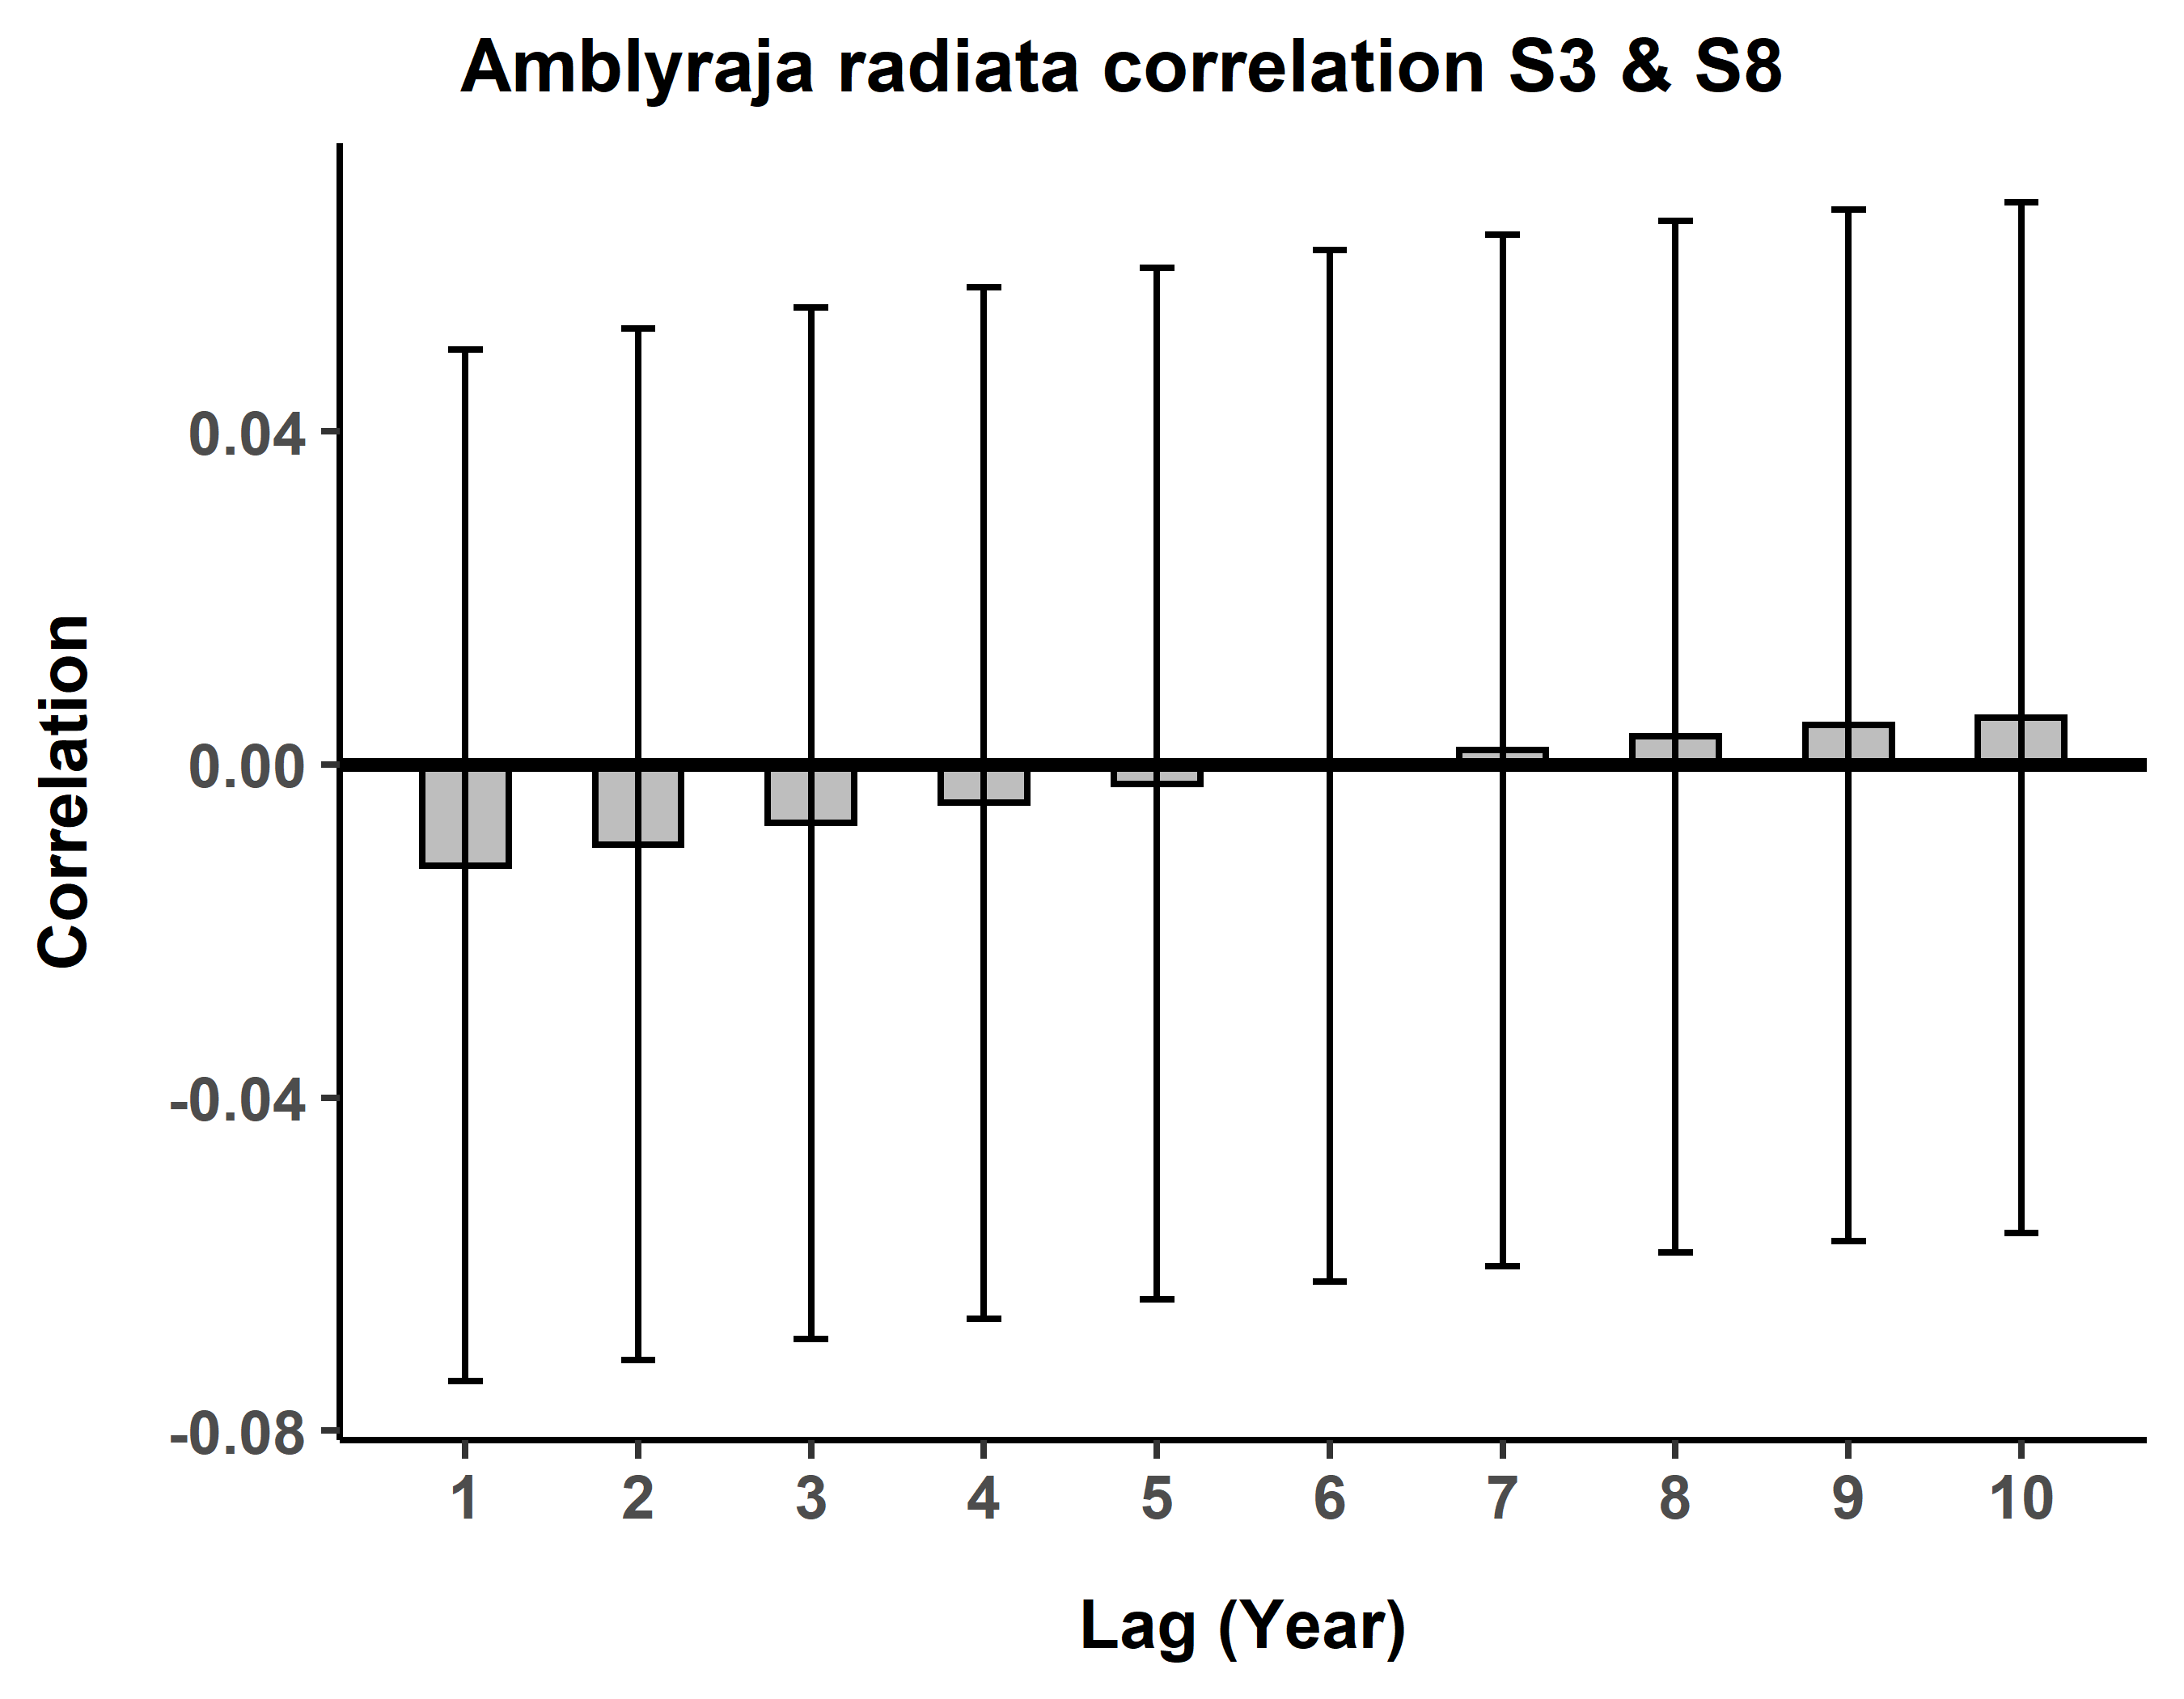 Amblyraja radiata correlation S3 & S8
Correlation
0.04
0.00
-0.04
-0.08
1 2 3 4 5 6 7 8 9 10
Lag (Year)